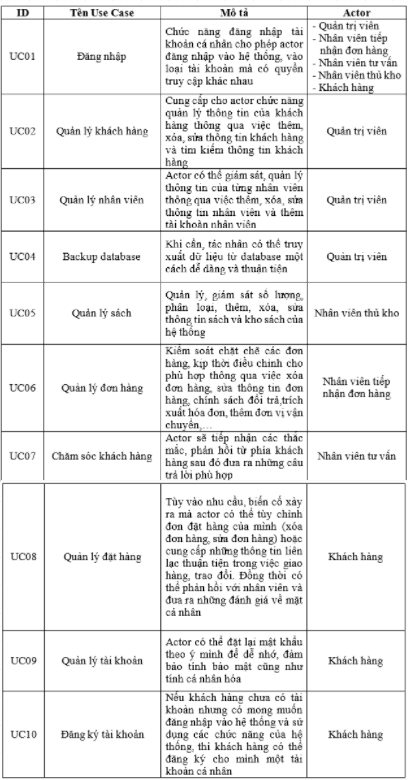 ID Tên Use Case Mô tả Actor
UC01
Đăng nhập
Chức năng đăng nhập tài
khoản cá nhân cho phép actor
đăng nhập vào hệ thống, vào
loại tài khoản mà có quyền
truy cập khác nhau
- Quản trị viên
- Nhân viên tiếp
nhận đơn hàng
- Nhân viên tư vấn
- Nhân viên thủ kho
- Khách hàng
UC02
Quản lý khách hàng
Cung cấp cho actor chức năng
quản lý thông tin của khách
hàng thông qua việc thêm,
xóa, sửa thông tin khách hàng
và tìm kiếm thông tin khách
hàng
Quản trị viên
UC03
Quản lý nhân viên
Actor có thể giám sát, quản lý
thông tin của từng nhân viên
thông qua việc thêm, xóa, sửa
thông tin nhân viên và thêm
tài khoản nhân viên
Quản trị viên
UC04
Backup database
Khi cần, tác nhân có thể truy
xuất dữ liệu từ database một
cách dễ dàng và thuận tiện
Quản trị viên
UC05
Quản lý sách
Quản lý, giám sát số lượng,
phân loại, thêm, xóa, sửa
thông tin sách và kho sách của
hệ thống
Nhân viên thủ kho
UC06
Quản lý đơn hàng
Kiểm soát chặt chẽ các đơn
hàng, kịp thời điều chỉnh cho
phù hợp thông qua việc xóa
đơn hàng, sửa thông tin đơn
hàng, chính sách đổi trả,trích
xuất hóa đơn, thêm đơn vị vận
chuyển,...
Nhân viên tiếp
nhận đơn hàng
UC07
Chăm sóc khách hàng
Actor sẽ tiếp nhận các thắc
mắc, phản hồi từ phía khách
hàng sau đó đưa ra những câu
trả lời phù hợp
Nhân viên tư vấn
UC08
Quản lý đặt hàng
Tùy vào nhu cầu, biến cố xảy
ra mà actor có thể tùy chỉnh
đơn đặt hàng của mình (xóa
đơn hàng, sửa đơn hàng) hoặc
cung cấp những thông tin liên
lạc thuận tiện trong việc giao
hàng, trao đổi. Đồng thời có
thể phản hồi với nhân viên và
đưa ra những đánh giá về mặt
cá nhân
Khách hàng
UC09
Quản lý tài khoản
Actor có thể đặt lại mật khẩu
theo ý mình để dễ nhớ, đảm
bảo tính bảo mật cũng như
tính cá nhân hóa
Khách hàng
UC10
Đăng ký tài khoản
Nếu khách hàng chưa có tài
khoản nhưng có mong muốn
đăng nhập vào hệ thống và sử
dụng các chức năng của hệ
thống, thì khách hàng có thể
đăng ký cho mình một tài
khoản cá nhân
Khách hàng